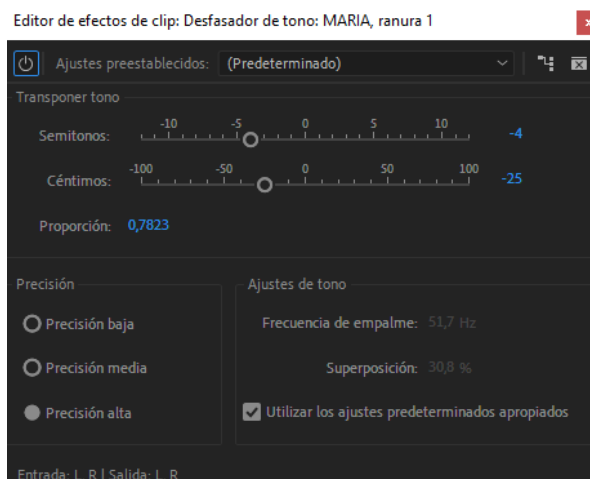 Editor de efectos de clip: Desfasador de tono: MARIA, ranura 1
x
Ajustes preestablecidos: (Predeterminado)
Transponer tono
-10 -5 0 5 10
Semitonos: -4
-100 -50 0 50 100
Céntimos: -25
Proporción: 0,7823
Precisión
Precisión baja
Precisión media
Precisión alta
Ajustes de tono
Frecuencia de empalme: 51,7 Hz
Superposición: 30,8 %
Utilizar los ajustes predeterminados apropiados
Entrada: L, R | Salida: L, R